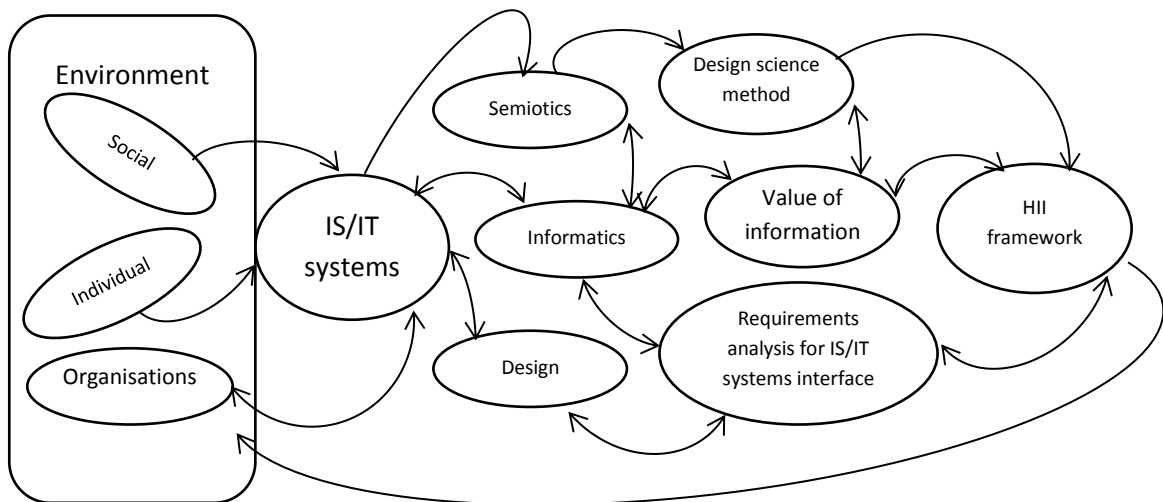 Environment
Social
Individual
Organisations
IS/IT
systems
Semiotics
Informatics
Design
Design science
method
Value of
information
Requirements
analysis for IS/IT
systems interface
HII
framework